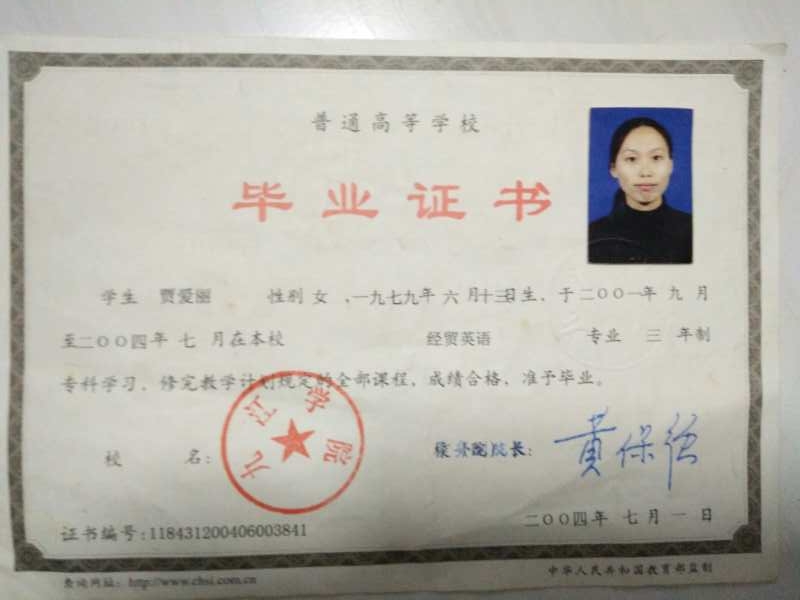 普通高等学校
毕业证书
学生 贾爱丽 性别 女 ,一九七九年 六 月十三日生, 于二〇〇一年 九 月
至二〇〇四年 七 月在本校 经贸英语 专业 三 年制
专科学习, 修完教学计划规定的全部课程, 成绩合格, 准予毕业。
九江学院
校 名: 院长: 黄保强
二〇〇四年 七 月 一 日
证书编号:118431200406003841
查询网址: http://www.chsi.com.cn
中华人民共和国教育部监制